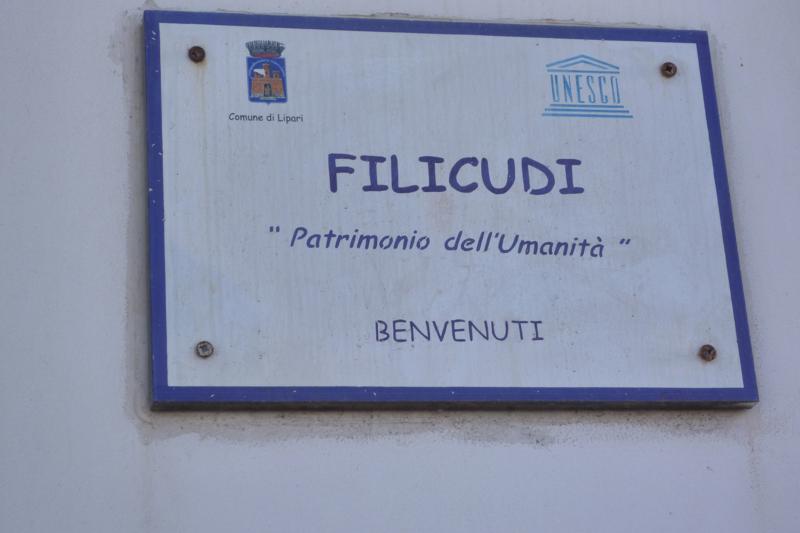 UNESCO
Comune di Lipari
FILICUDI
" Patrimonio dell'Umanità "
BENVENUTI